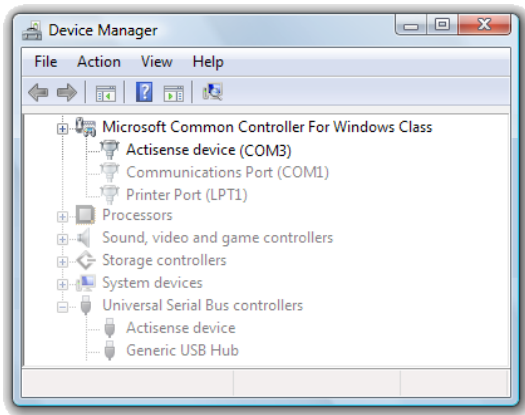 Device Manager
File Action View Help
Microsoft Common Controller For Windows Class
Actisense device (COM3)
Communications Port (COM1)
Printer Port (LPT1)
Processors
Sound, video and game controllers
Storage controllers
System devices
Universal Serial Bus controllers
Actisense device
Generic USB Hub